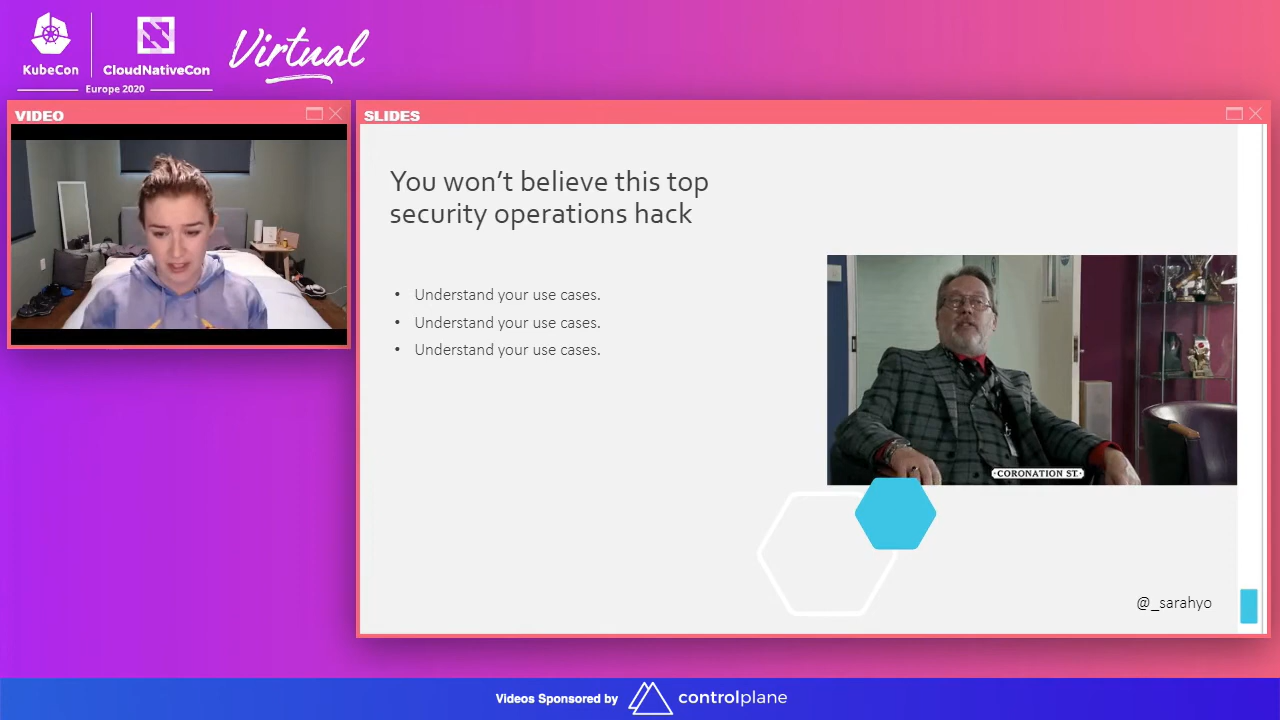 KubeCon
CloudNativeCon
Europe 2020
Virtual
VIDEO
SLIDES
You won’t believe this top
security operations hack
• Understand your use cases.
• Understand your use cases.
• Understand your use cases.
·CORONATION ST.·
@_sarahyo
Videos Sponsored by
controlplane